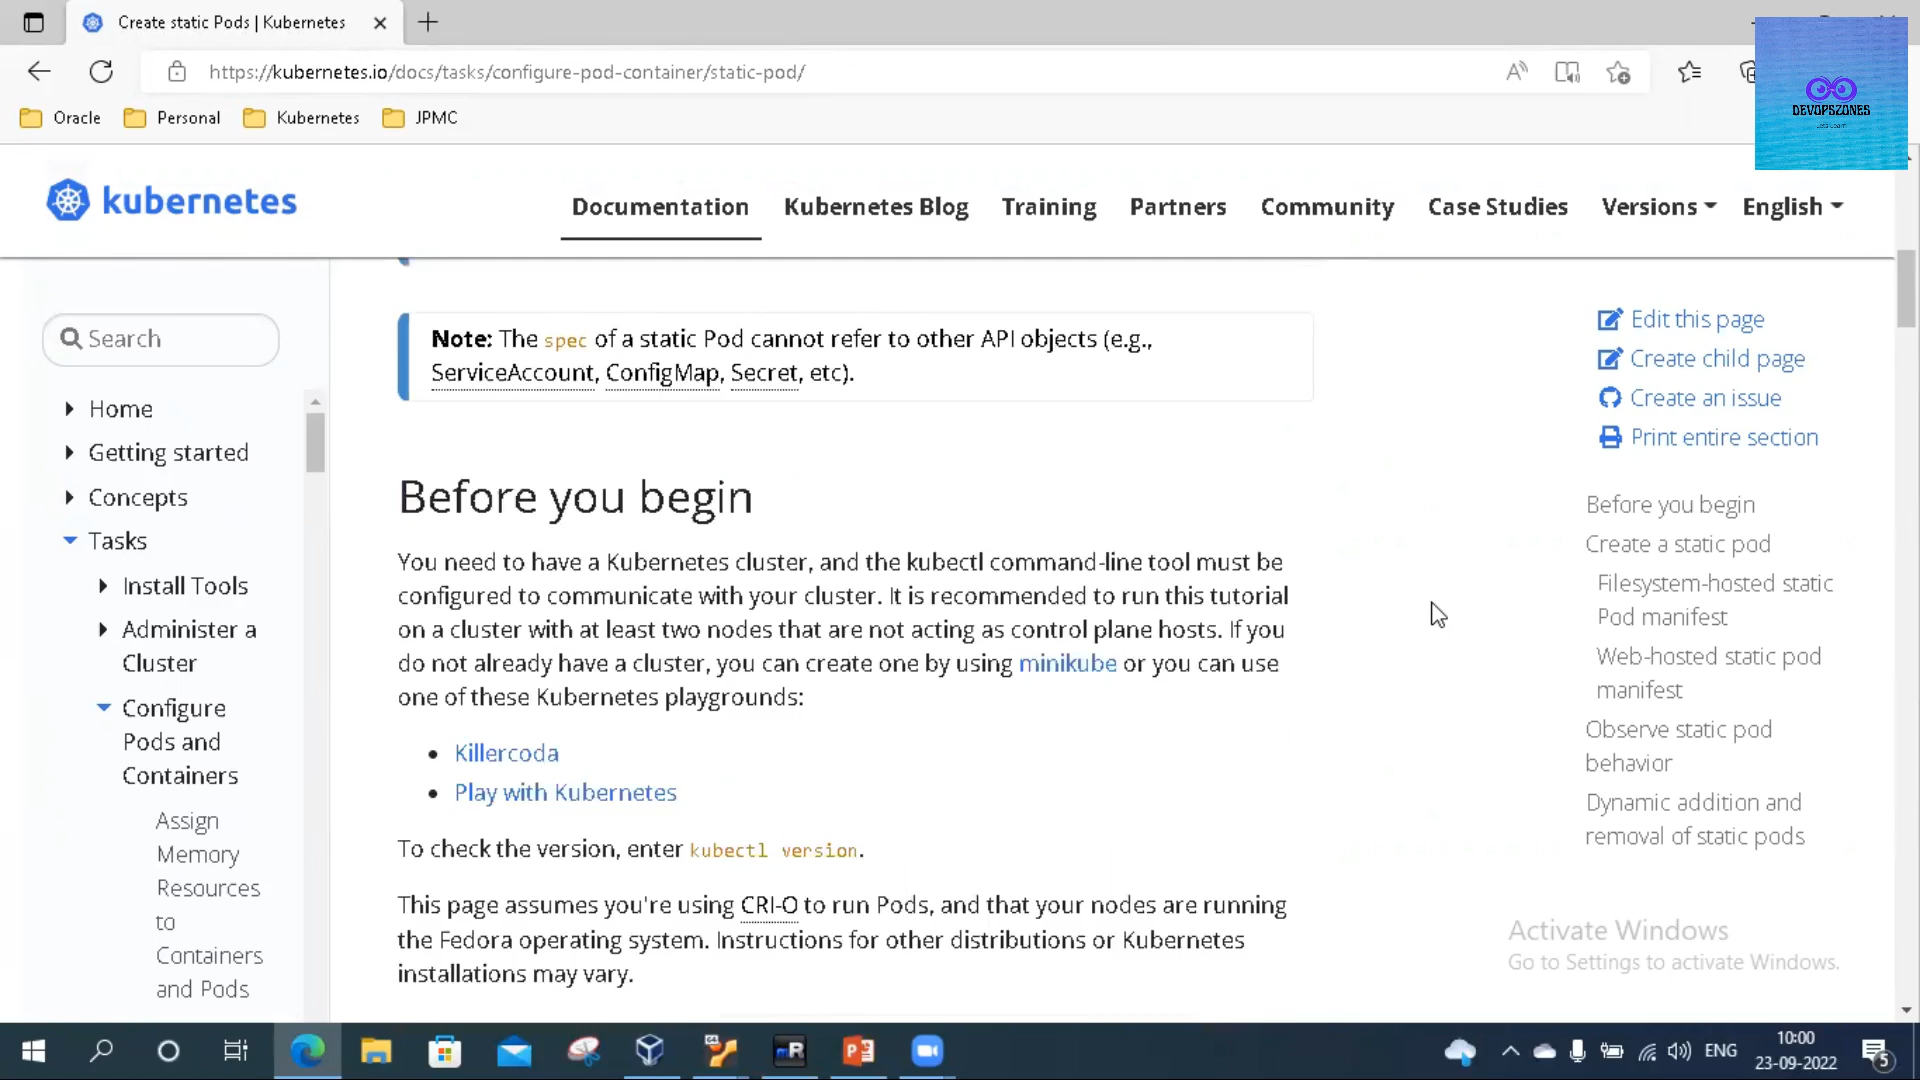 Create static Pods | Kubernetes
https://kubernetes.io/docs/tasks/configure-pod-container/static-pod/
Oracle
Personal
Kubernetes
JPMC
DEVOPSZONES
kubernetes
Documentation
Kubernetes Blog
Training
Partners
Community
Case Studies
Versions
English
Search
Home
Getting started
Concepts
Tasks
Install Tools
Administer a
Cluster
Configure
Pods and
Containers
Assign
Memory
Resources
to
Containers
and Pods
Note: The spec of a static Pod cannot refer to other API objects (e.g.,
ServiceAccount, ConfigMap, Secret, etc).
Before you begin
You need to have a Kubernetes cluster, and the kubectl command-line tool must be
configured to communicate with your cluster. It is recommended to run this tutorial
on a cluster with at least two nodes that are not acting as control plane hosts. If you
do not already have a cluster, you can create one by using minikube or you can use
one of these Kubernetes playgrounds:
Killercoda
Play with Kubernetes
To check the version, enter kubectl version.
This page assumes you're using CRI-O to run Pods, and that your nodes are running
the Fedora operating system. Instructions for other distributions or Kubernetes
installations may vary.
Edit this page
Create child page
Create an issue
Print entire section
Before you begin
Create a static pod
Filesystem-hosted static
Pod manifest
Web-hosted static pod
manifest
Observe static pod
behavior
Dynamic addition and
removal of static pods
Activate Windows
Go to Settings to activate Windows.
ENG
10:00
23-09-2022
5